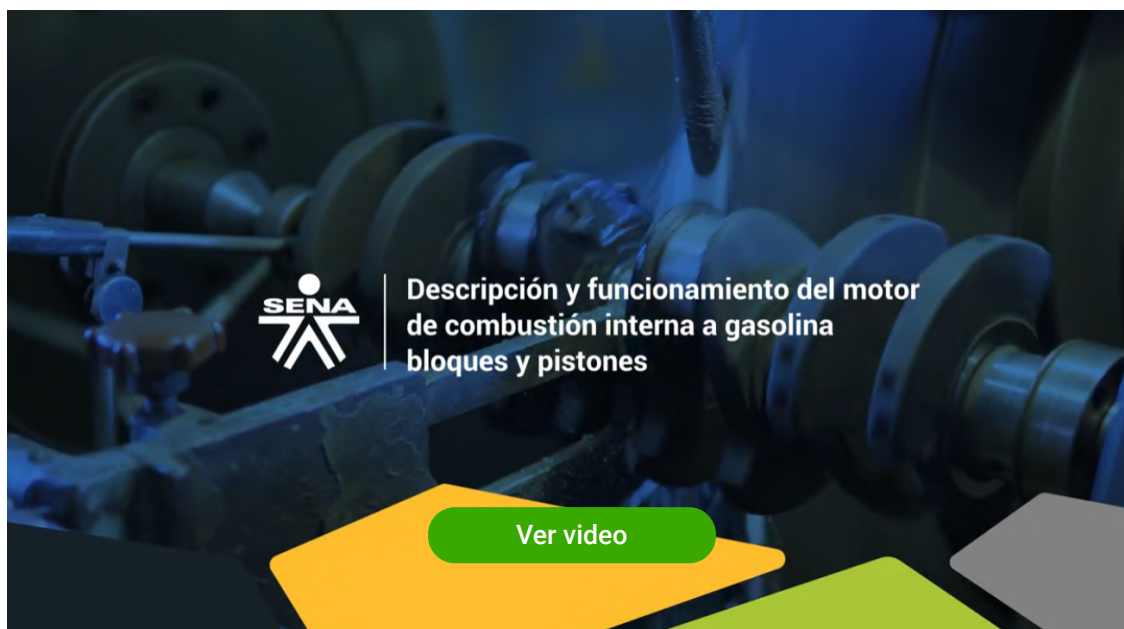 SENA
Descripción y funcionamiento del motor
de combustión interna a gasolina
bloques y pistones
Ver video